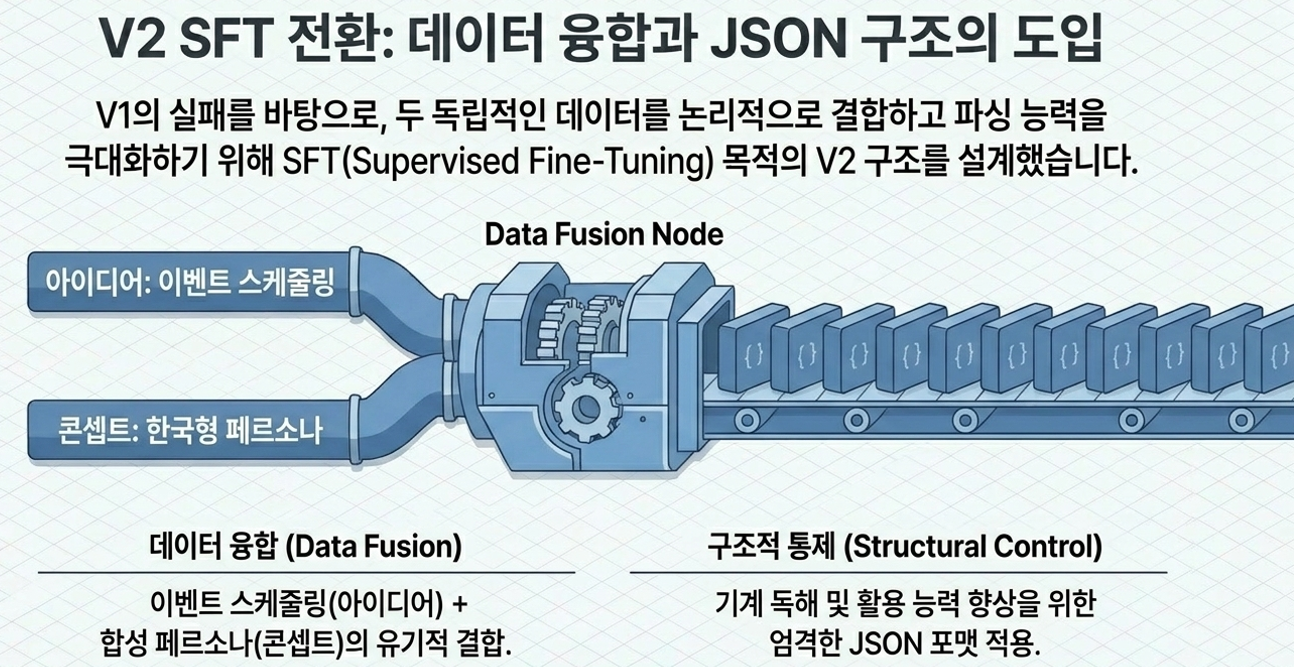 V2 SFT 전환: 데이터 융합과 JSON 구조의 도입
V1의 실패를 바탕으로, 두 독립적인 데이터를 논리적으로 결합하고 파싱 능력을
극대화하기 위해 SFT(Supervised Fine-Tuning) 목적의 V2 구조를 설계했습니다.
Data Fusion Node
아이디어: 이벤트 스케줄링
콘셉트: 한국형 페르소나
{} {} {} {} {} {} {} {} {} {} {}
데이터 융합 (Data Fusion)
이벤트 스케줄링(아이디어) +
합성 페르소나(콘셉트)의 유기적 결합.
구조적 통제 (Structural Control)
기계 독해 및 활용 능력 향상을 위한
엄격한 JSON 포맷 적용.